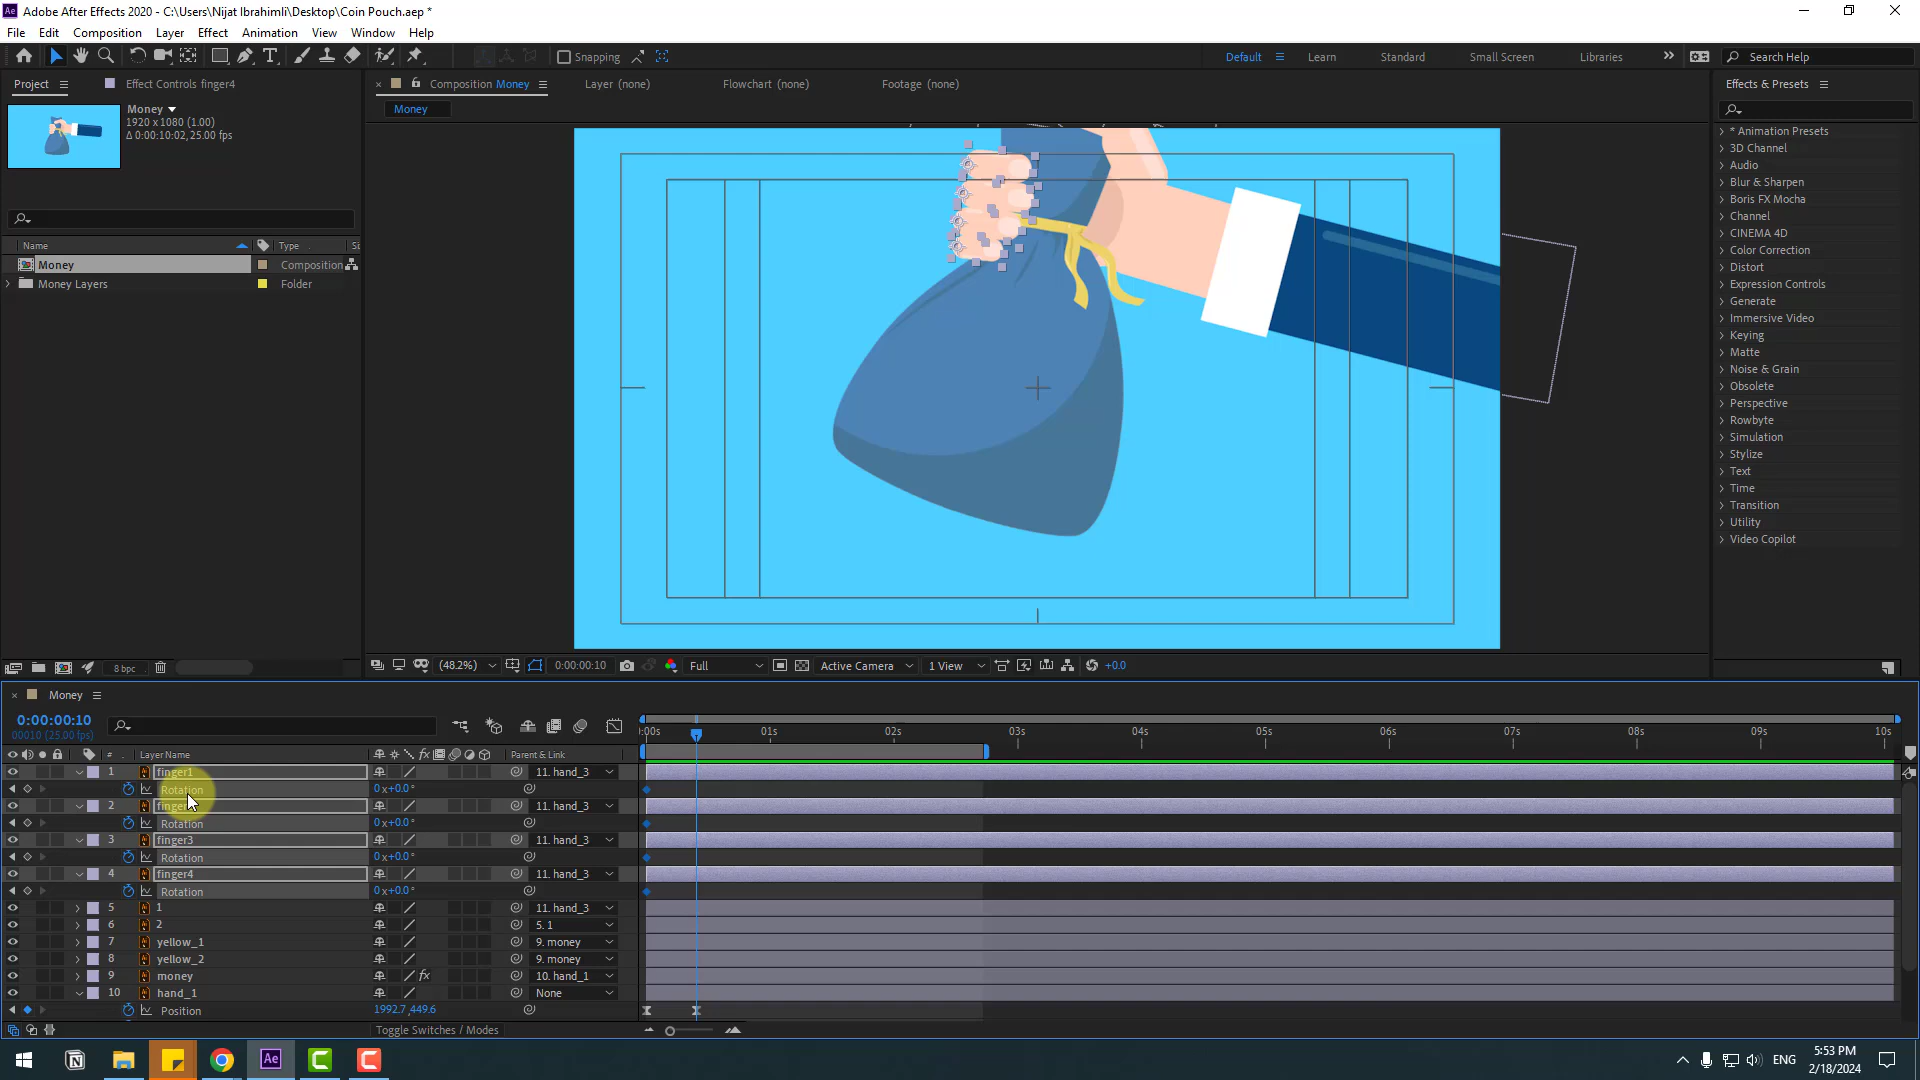 Adobe After Effects 2020 - C:\Users\Nijat Ibrahimli\Desktop\Coin Pouch.aep *
File Edit Composition Layer Effect Animation View Window Help
Snapping Default Learn Standard Small Screen Libraries Search Help
Project Effect Controls finger4 Composition Money Layer (none) Flowchart (none) Footage (none) Effects & Presets
Money
1920 x 1080 (1.00)
Δ 0:00:10:02, 25.00 fps
Money
Name Type
Money Composition
Money Layers Folder
* Animation Presets
3D Channel
Audio
Blur & Sharpen
Boris FX Mocha
Channel
CINEMA 4D
Color Correction
Distort
Expression Controls
Generate
Immersive Video
Keying
Matte
Noise & Grain
Obsolete
Perspective
Rowbyte
Simulation
Stylize
Text
Time
Transition
Utility
Video Copilot
8 bpc (48.2%) 0:00:00:10 Full Active Camera 1 View +0.0
Money
0:00:00:10
00010 (25.00 fps)
:00s 01s 02s 03s 04s 05s 06s 07s 08s 09s 10s
# Layer Name fx Parent & Link
1 finger1 11. hand_3
Rotation 0x+0.0°
2 11. hand_3
Rotation 0x+0.0°
3 finger3 11. hand_3
Rotation 0x+0.0°
4 finger4 11. hand_3
Rotation 0x+0.0°
5 1 11. hand_3
6 2 5. 1
7 yellow_1 9. money
8 yellow_2 9. money
9 money fx 10. hand_1
10 hand_1 None
Position 1992.7,449.6
Toggle Switches / Modes
Ae ENG 5:53 PM
2/18/2024